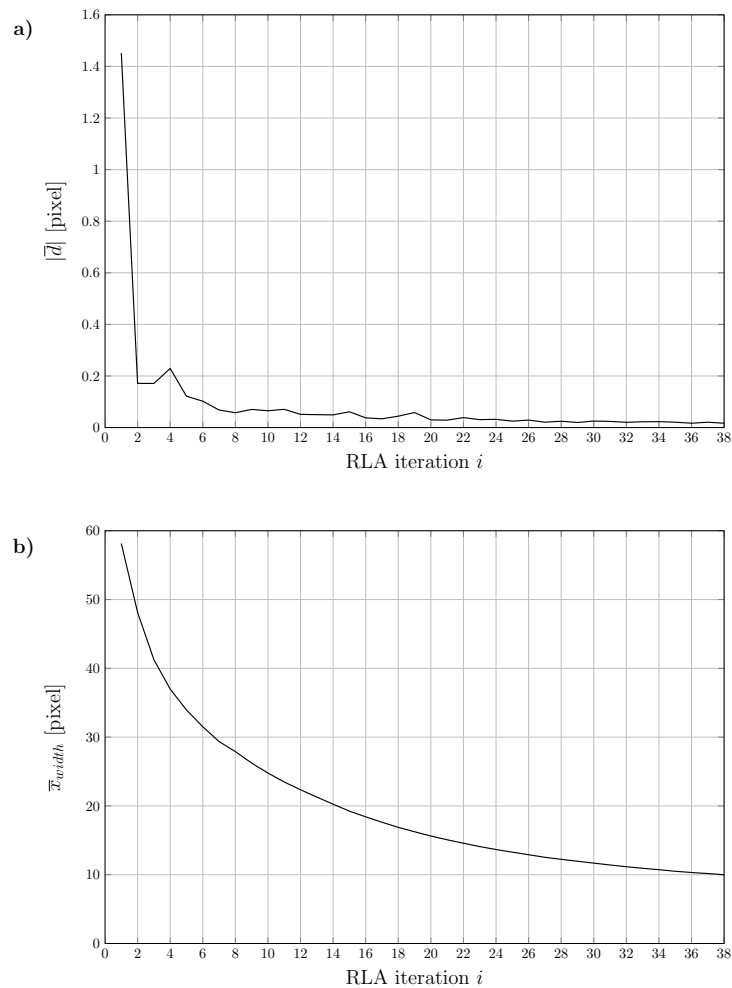 a)
1.6
1.4
1.2
1
0.8
0.6
0.4
0.2
0
|d̅| [pixel]
0 2 4 6 8 10 12 14 16 18 20 22 24 26 28 30 32 34 36 38
RLA iteration i
b)
60
50
40
30
20
10
0
x̅width [pixel]
0 2 4 6 8 10 12 14 16 18 20 22 24 26 28 30 32 34 36 38
RLA iteration i